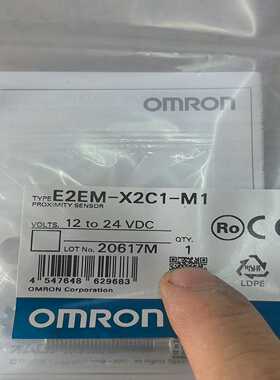 OMRON
TYPE E2EM-X2C1-M1
PROXIMITY SENSOR
VOLTS. 12 to 24 VDC
LOT No. 20617M
QTY.
1
4 547648 629683
OMRON Corporation
Ro
LDPE
OMRON